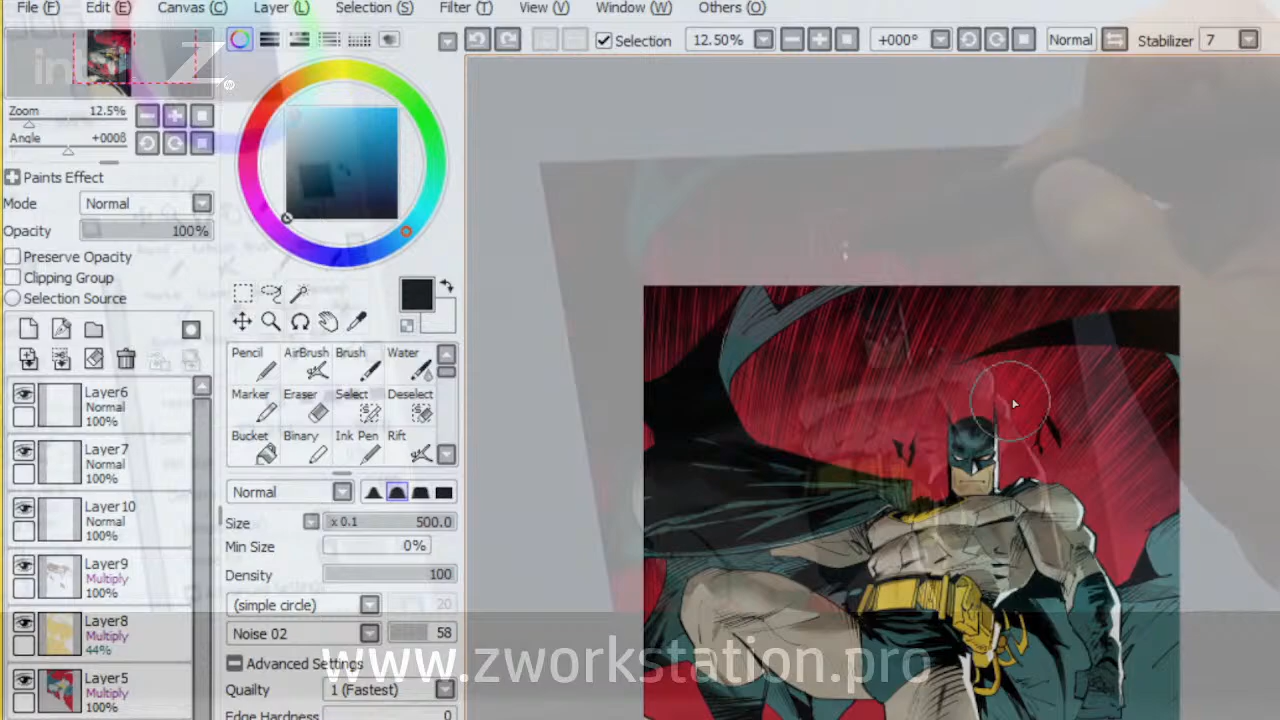 File (F) Edit (E) Canvas (C) Layer (L) Selection (S) Filter (T) View (V) Window (W) Others (O)
Selection 12.50% +000° Normal Stabilizer 7
Zoom 12.5%
Angle +000
Paints Effect
Mode Normal
Opacity 100%
Preserve Opacity
Clipping Group
Selection Source
Layer6
Normal
100%
Layer7
Normal
100%
Layer10
Normal
100%
Layer9
Multiply
100%
Layer8
Multiply
44%
Layer5
Multiply
100%
Pencil AirBrush Brush Water
Marker Eraser Select Deselect
Bucket Binary Ink Pen Rift
Normal
Size x 0.1 500.0
Min Size 0%
Density 100
(simple circle) 20
Noise 02 58
Advanced Settings
Quailty 1 (Fastest)
Edge Hardness 0
www.zworkstation.pro